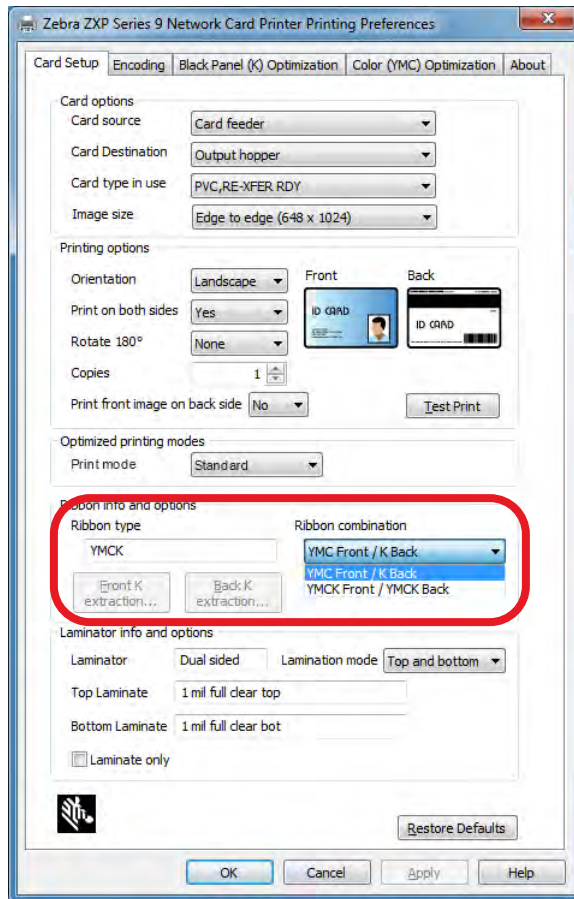 Zebra ZXP Series 9 Network Card Printer Printing Preferences
Card Setup Encoding Black Panel (K) Optimization Color (YMC) Optimization About
Card options
Card source Card feeder
Card Destination Output hopper
Card type in use PVC,RE-XFER RDY
Image size Edge to edge (648 x 1024)
Printing options
Orientation Landscape Front Back
Print on both sides Yes
ID CARD ID CARD
Rotate 180° None
Copies 1
Print front image on back side No Test Print
Optimized printing modes
Print mode Standard
Ribbon info and options
Ribbon type Ribbon combination
YMCK YMC Front / K Back
YMC Front / K Back
YMCK Front / YMCK Back
Front K extraction... Back K extraction...
Laminator info and options
Laminator Dual sided Lamination mode Top and bottom
Top Laminate 1 mil full clear top
Bottom Laminate 1 mil full clear bot
Laminate only
Restore Defaults
OK Cancel Apply Help